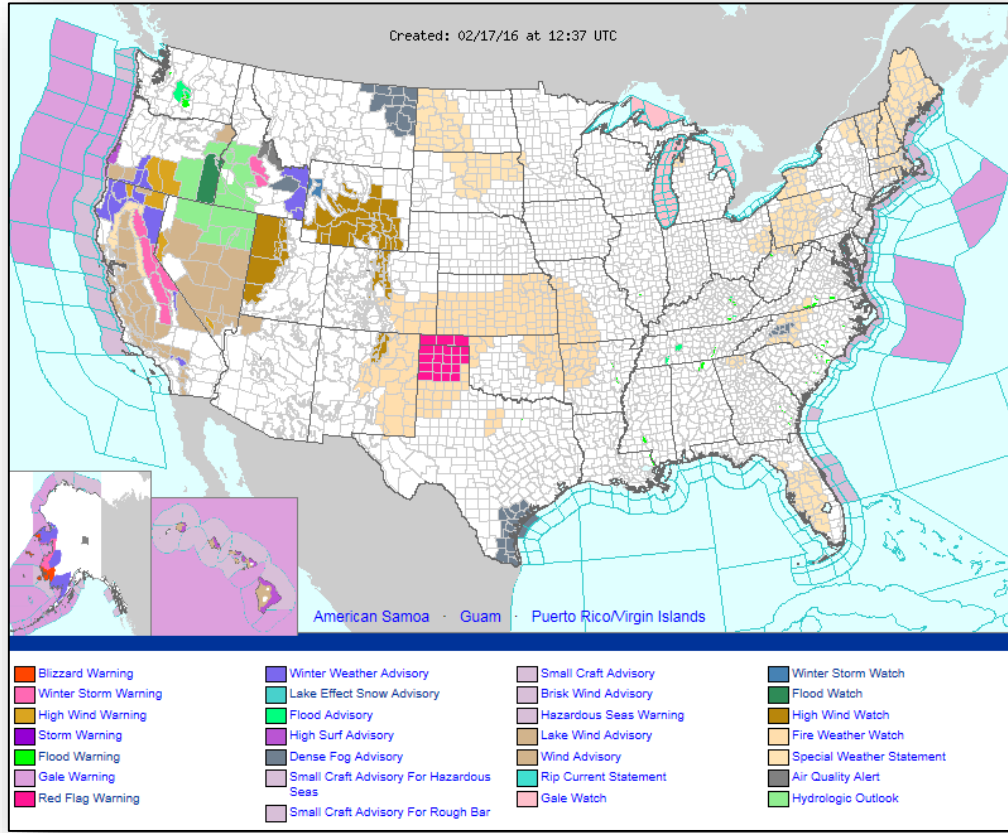 Created: 02/17/16 at 12:37 UTC
American Samoa · Guam · Puerto Rico/Virgin Islands
Blizzard Warning
Winter Storm Warning
High Wind Warning
Storm Warning
Flood Warning
Gale Warning
Red Flag Warning
Winter Weather Advisory
Lake Effect Snow Advisory
Flood Advisory
High Surf Advisory
Dense Fog Advisory
Small Craft Advisory For Hazardous
Seas
Small Craft Advisory For Rough Bar
Small Craft Advisory
Brisk Wind Advisory
Hazardous Seas Warning
Lake Wind Advisory
Wind Advisory
Rip Current Statement
Gale Watch
Winter Storm Watch
Flood Watch
High Wind Watch
Fire Weather Watch
Special Weather Statement
Air Quality Alert
Hydrologic Outlook